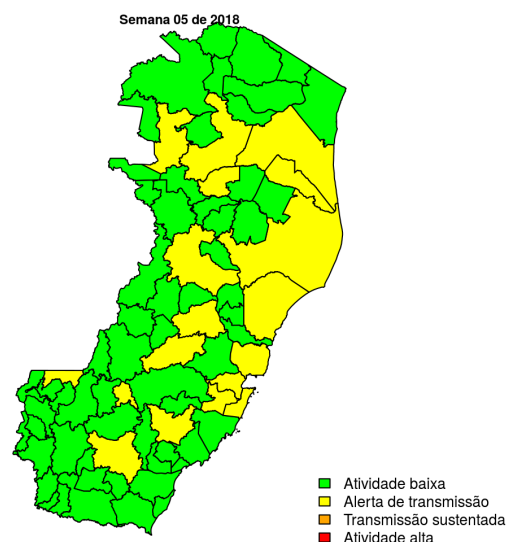 Semana 05 de 2018
Atividade baixa
Alerta de transmissão
Transmissão sustentada
Atividade alta